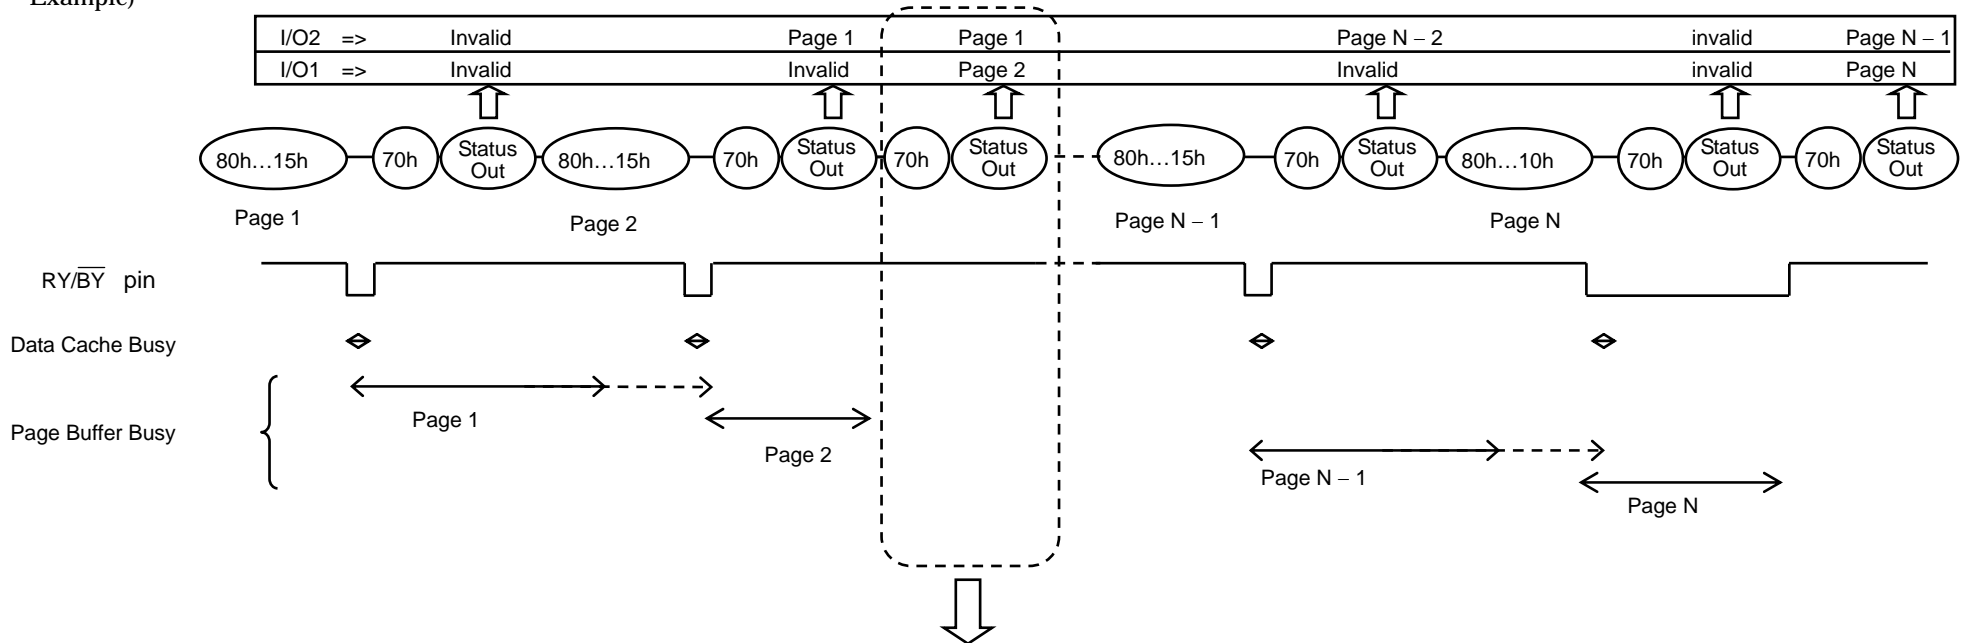 Example)
I/O2 => Invalid Page 1 Page 1 Page N – 2 invalid Page N – 1
I/O1 => Invalid Invalid Page 2 Invalid invalid Page N
80h…15h 70h Status Out 80h…15h 70h Status Out 70h Status Out 80h…15h 70h Status Out 80h…10h 70h Status Out 70h Status Out
Page 1 Page 2 Page N – 1 Page N
RY/B̅Y̅ pin
Data Cache Busy
Page 1
Page Buffer Busy
Page 2
Page N – 1
Page N